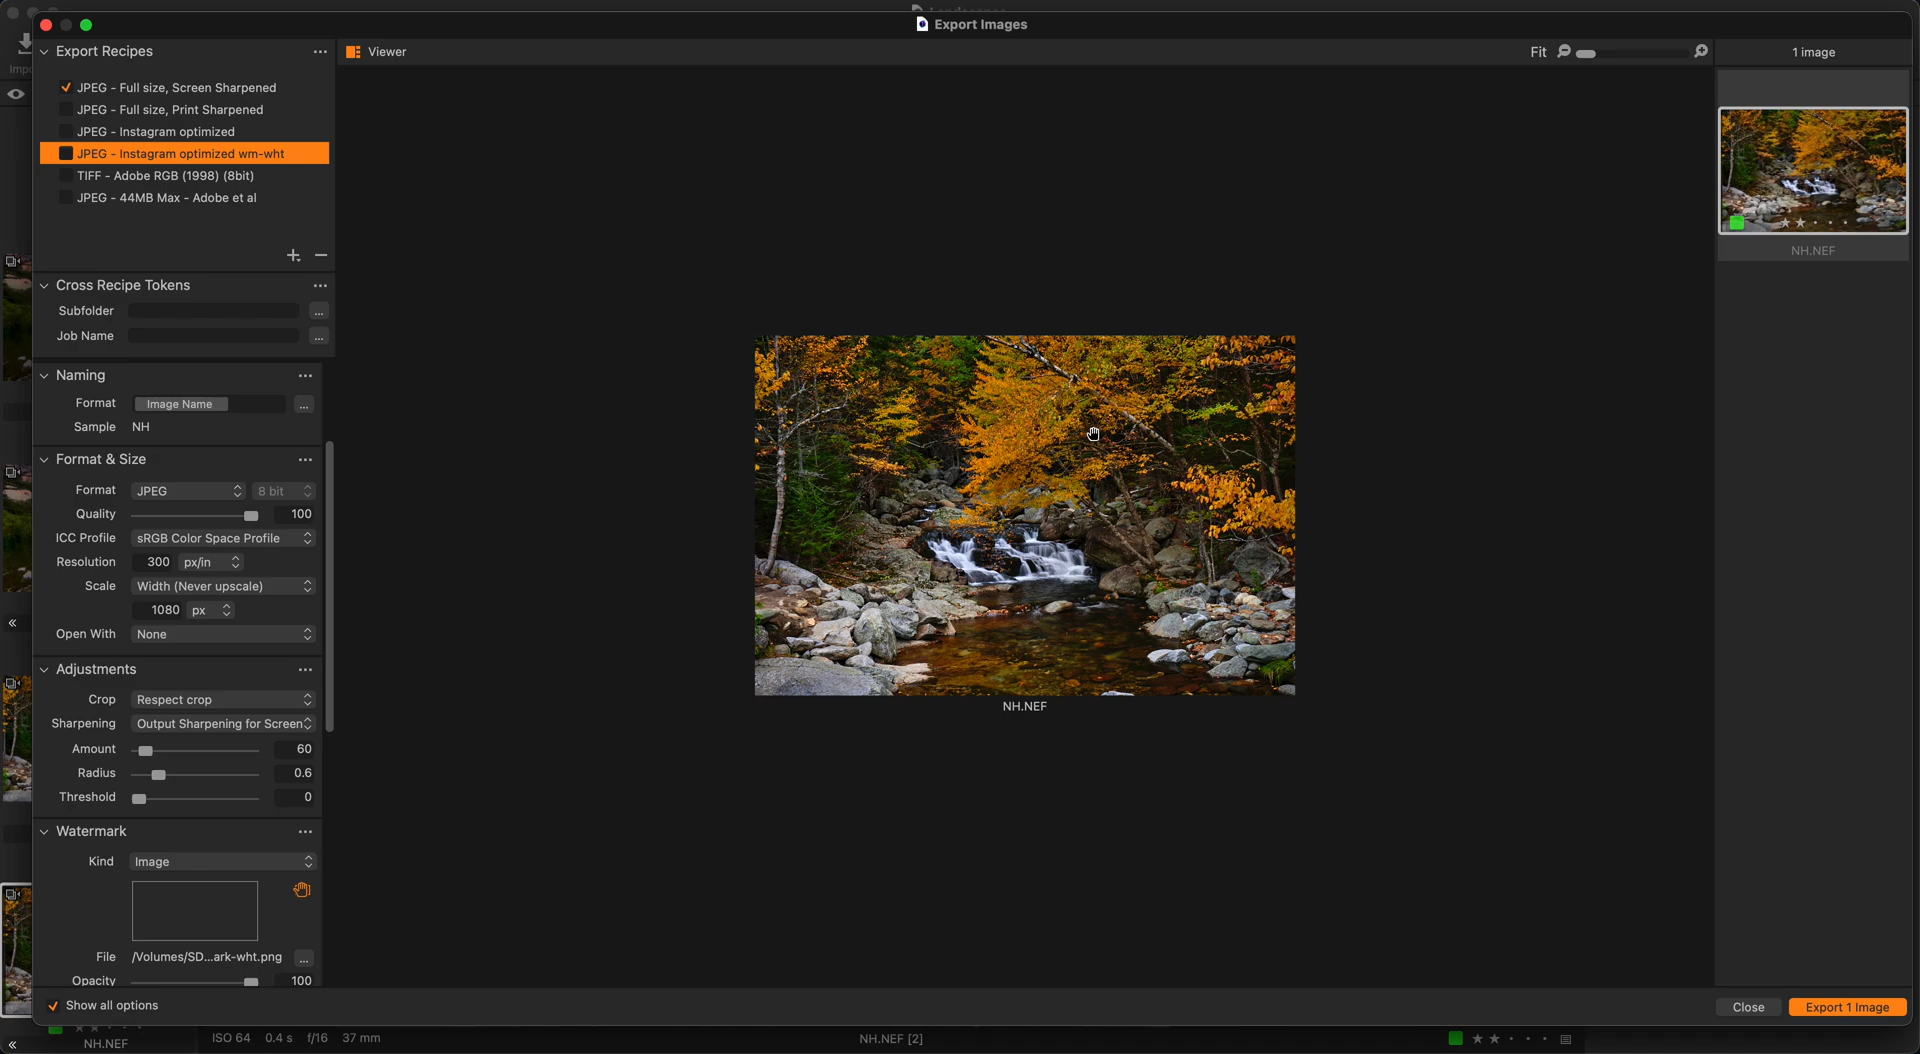 Export Images
Export Recipes
Viewer
Fit
1 image
JPEG - Full size, Screen Sharpened
JPEG - Full size, Print Sharpened
JPEG - Instagram optimized
JPEG - Instagram optimized wm-wht
TIFF - Adobe RGB (1998) (8bit)
JPEG - 44MB Max - Adobe et al
NH.NEF
Cross Recipe Tokens
Subfolder
Job Name
Naming
Format Image Name
Sample NH
Format & Size
Format JPEG 8 bit
Quality 100
ICC Profile sRGB Color Space Profile
Resolution 300 px/in
Scale Width (Never upscale)
1080 px
Open With None
Adjustments
Crop Respect crop
Sharpening Output Sharpening for Screen
Amount 60
Radius 0.6
Threshold 0
NH.NEF
Watermark
Kind Image
File /Volumes/SD...ark-wht.png
Opacity 100
Show all options
Close
Export 1 Image
NH.NEF
ISO 64 0.4 s f/16 37 mm
NH.NEF [2]